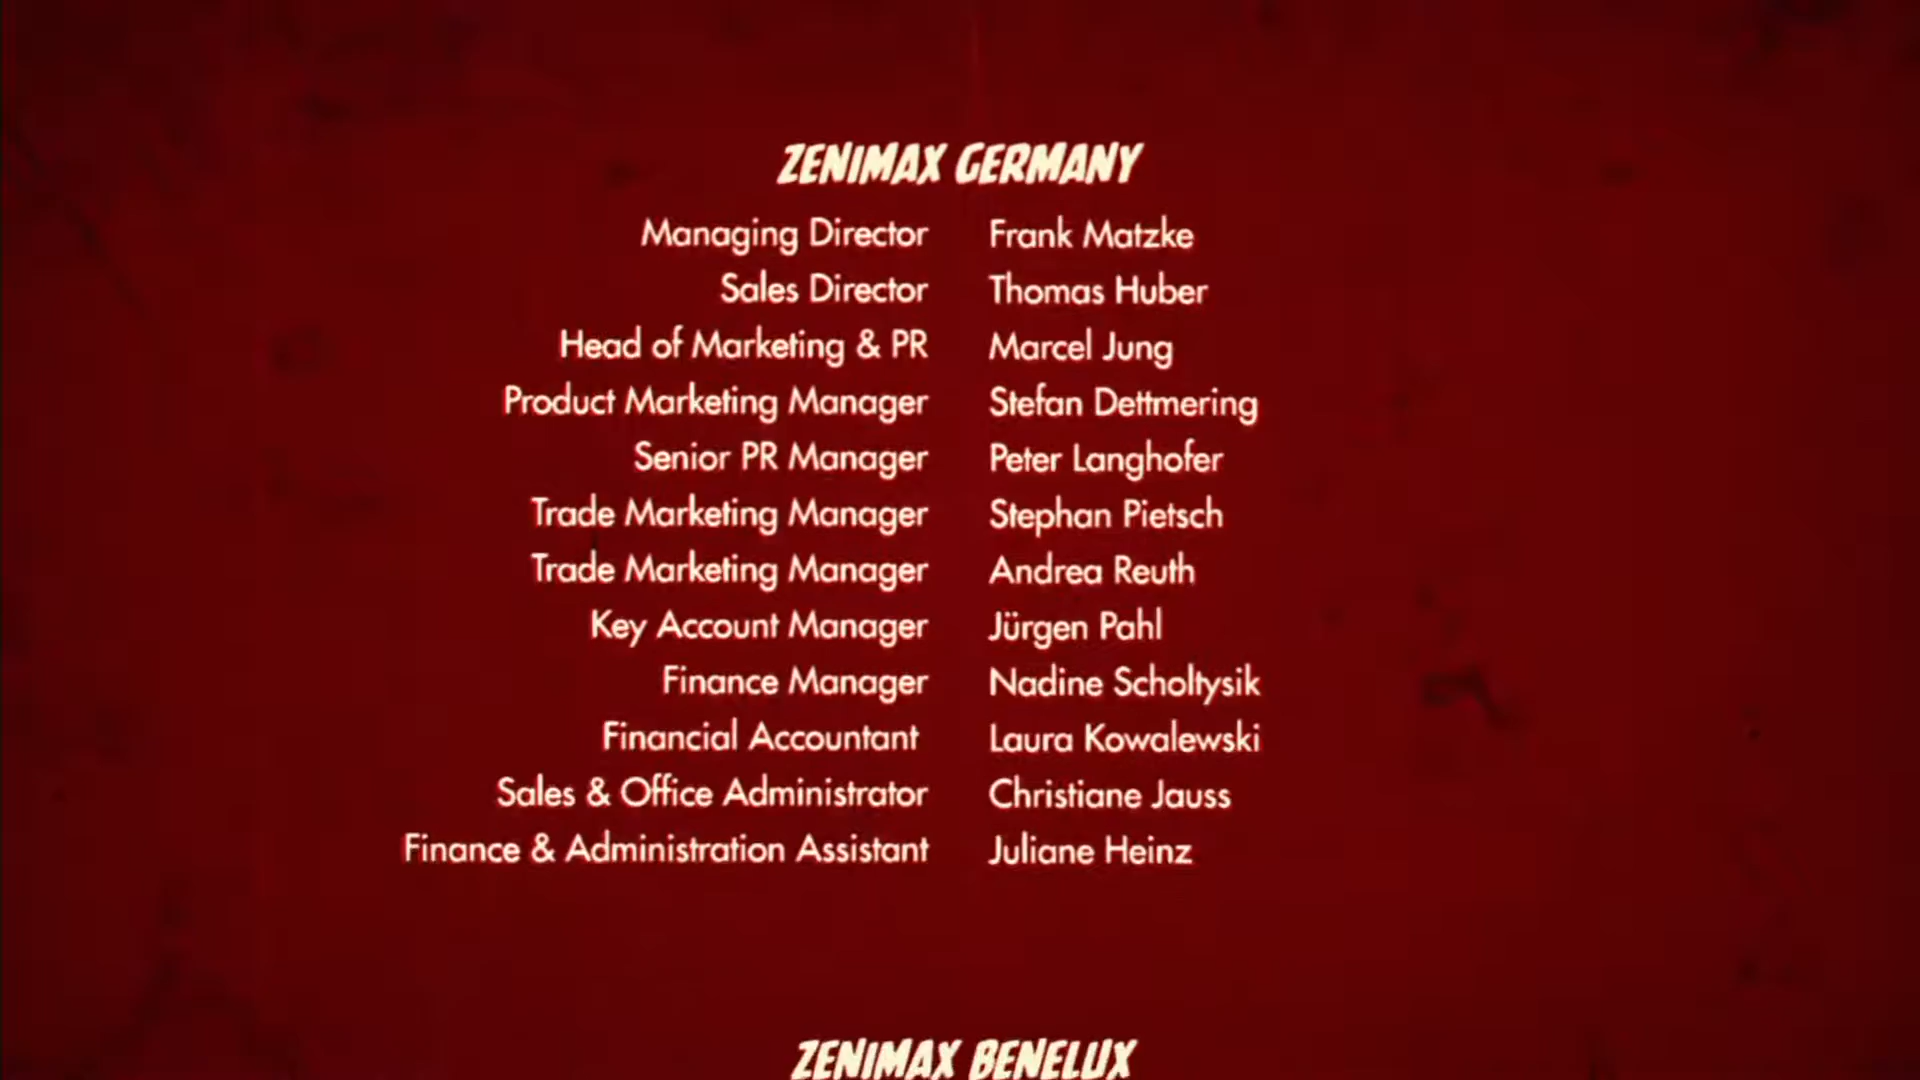 ZENIMAX GERMANY
Managing Director Frank Matzke
Sales Director Thomas Huber
Head of Marketing & PR Marcel Jung
Product Marketing Manager Stefan Dettmering
Senior PR Manager Peter Langhofer
Trade Marketing Manager Stephan Pietsch
Trade Marketing Manager Andrea Reuth
Key Account Manager Jürgen Pahl
Finance Manager Nadine Scholtysik
Financial Accountant Laura Kowalewski
Sales & Office Administrator Christiane Jauss
Finance & Administration Assistant Juliane Heinz
ZENIMAX BENELUX